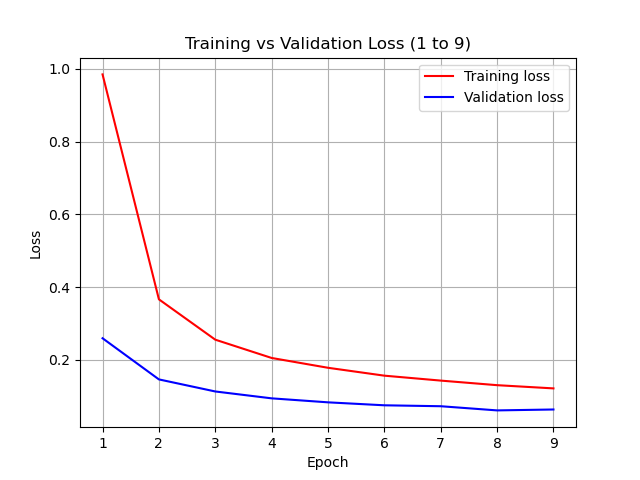 Training vs Validation Loss (1 to 9)
Training loss
Validation loss
Loss
1.0
0.8
0.6
0.4
0.2
1 2 3 4 5 6 7 8 9
Epoch